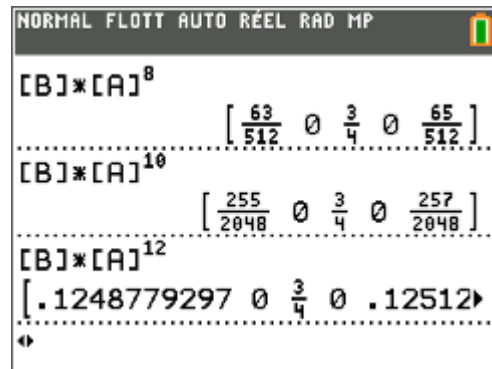 NORMAL FLOTT AUTO RÉEL RAD MP
[B]*[A]⁸
[63/512 0 3/4 0 65/512]
[B]*[A]¹⁰
[255/2048 0 3/4 0 257/2048]
[B]*[A]¹²
[.1248779297 0 3/4 0 .12512▸